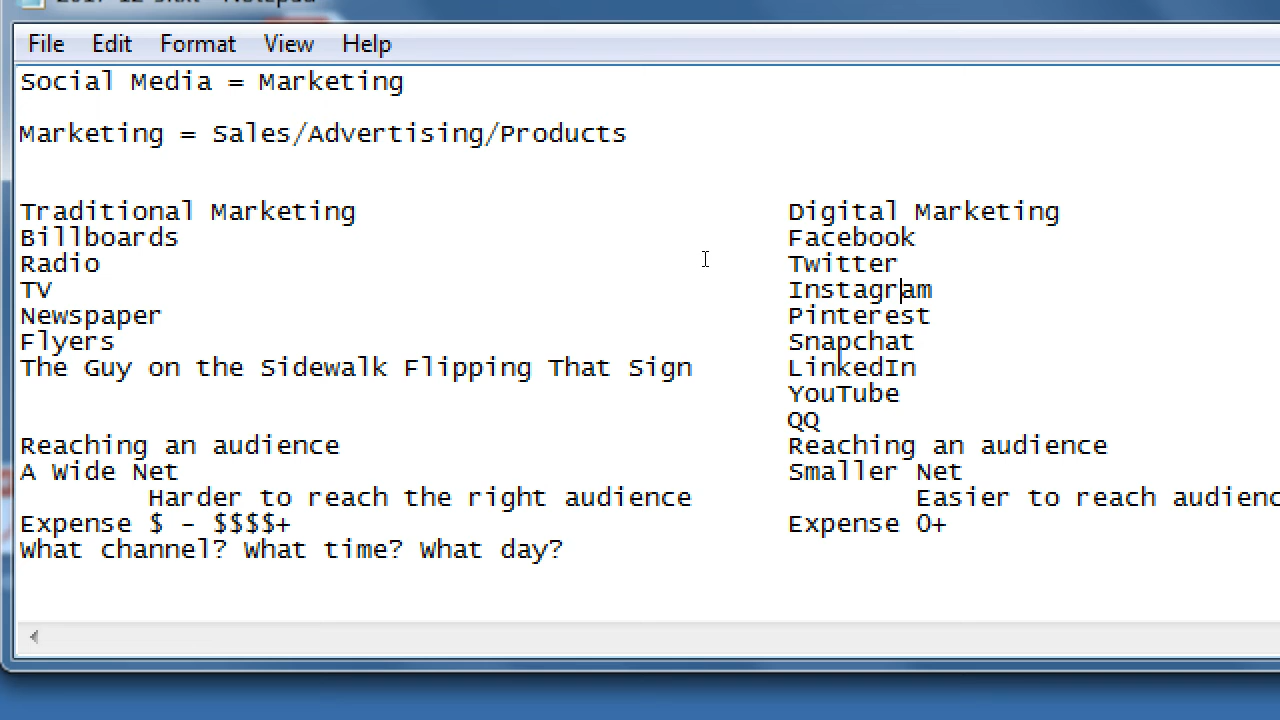 File Edit Format View Help
Social Media = Marketing
Marketing = Sales/Advertising/Products
Traditional Marketing
Billboards
Radio
TV
Newspaper
Flyers
The Guy on the Sidewalk Flipping That Sign
Reaching an audience
A Wide Net
Harder to reach the right audience
Expense $ - $$$$+
What channel? What time? What day?
Digital Marketing
Facebook
Twitter
Instagram
Pinterest
Snapchat
LinkedIn
YouTube
QQ
Reaching an audience
Smaller Net
Easier to reach
Expense 0+